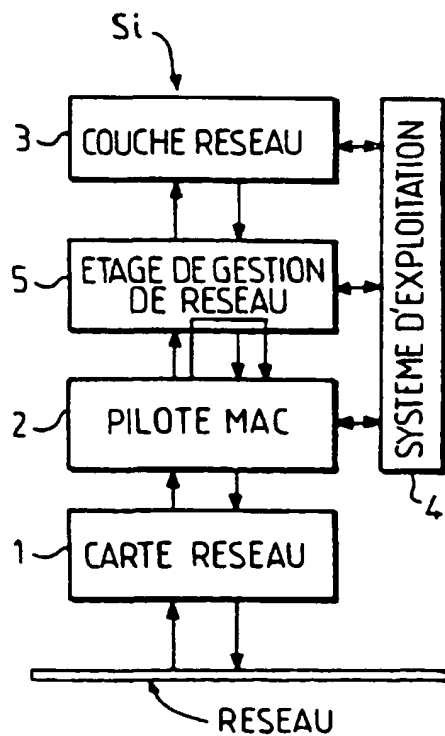 Si
3
COUCHE RESEAU
5
ETAGE DE GESTION
DE RESEAU
2
PILOTE MAC
1
CARTE RESEAU
SYSTEME D'EXPLOITATION
4
RESEAU